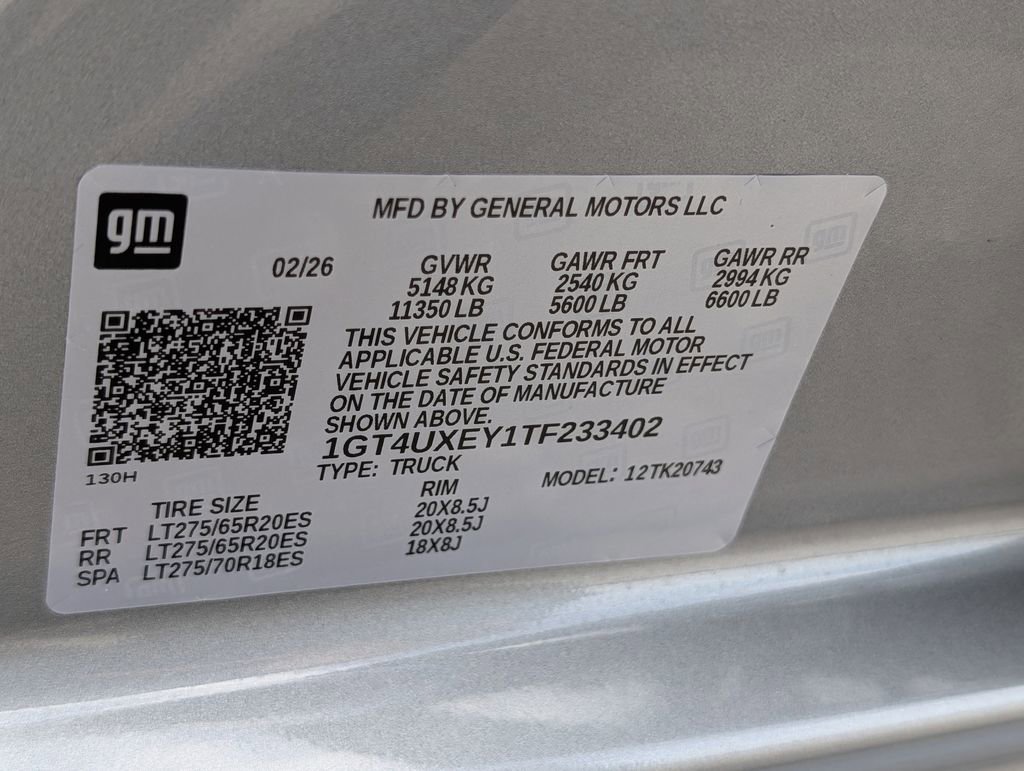 gm
MFD BY GENERAL MOTORS LLC
02/26
GVWR
5148 KG
11350 LB
GAWR FRT
2540 KG
5600 LB
GAWR RR
2994 KG
6600 LB
THIS VEHICLE CONFORMS TO ALL
APPLICABLE U.S. FEDERAL MOTOR
VEHICLE SAFETY STANDARDS IN EFFECT
ON THE DATE OF MANUFACTURE
SHOWN ABOVE.
1GT4UXEY1TF233402
130H
TYPE: TRUCK
MODEL: 12TK20743
TIRE SIZE RIM
FRT LT275/65R20ES 20X8.5J
RR LT275/65R20ES 20X8.5J
SPA LT275/70R18ES 18X8J